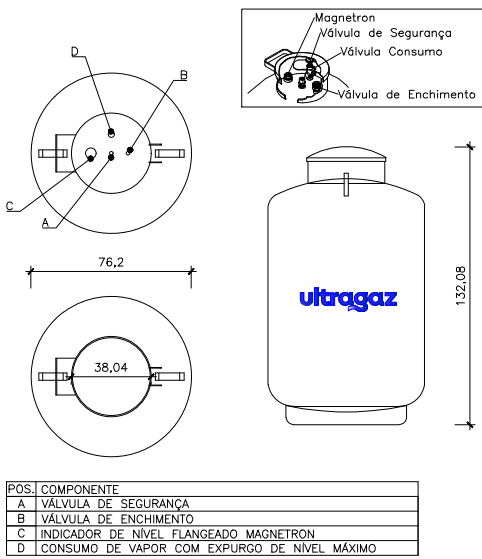 Magnetron
Válvula de Segurança
Válvula Consumo
Válvula de Enchimento
D
B
C
A
76,2
38,04
ultragaz
132,08
POS. COMPONENTE
A VÁLVULA DE SEGURANÇA
B VÁLVULA DE ENCHIMENTO
C INDICADOR DE NÍVEL FLANGEADO MAGNETRON
D CONSUMO DE VAPOR COM EXPURGO DE NÍVEL MÁXIMO